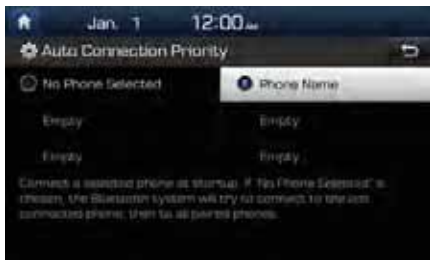 Jan. 1 12:00 AM
Auto Connection Priority
No Phone Selected Phone Name
Empty Empty
Empty Empty
Connect a selected phone at startup. If "No Phone Selected" is
chosen, the Bluetooth system will try to connect to the last
connected phone, then to all paired phones.